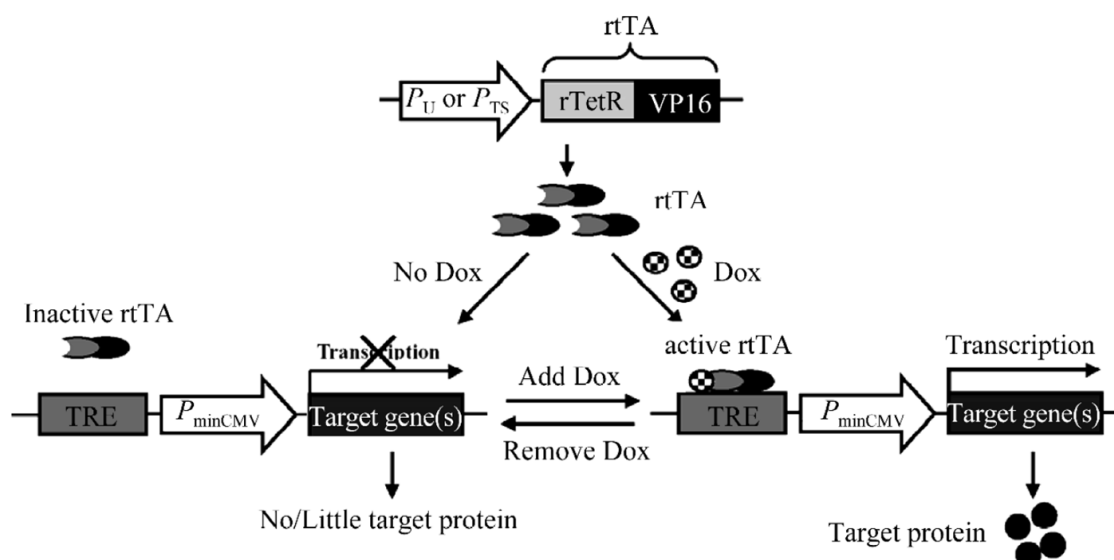 rtTA
P_U or P_TS
rTetR
VP16
rtTA
No Dox
Dox
Inactive rtTA
Transcription
active rtTA
Transcription
Add Dox
TRE
P_minCMV
Target gene(s)
TRE
P_minCMV
Target gene(s)
Remove Dox
No/Little target protein
Target protein